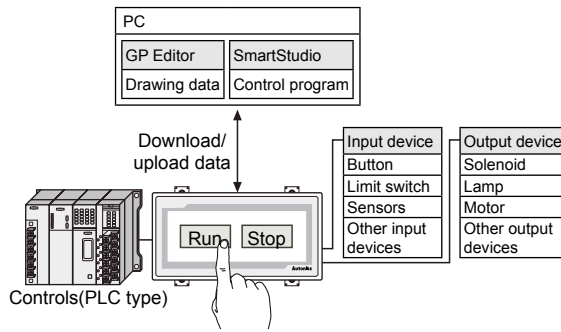 PC
GP Editor
Drawing data
SmartStudio
Control program
Download/
upload data
Input device
Button
Limit switch
Sensors
Other input
devices
Output device
Solenoid
Lamp
Motor
Other output
devices
Run
Stop
Autonics
Controls(PLC type)